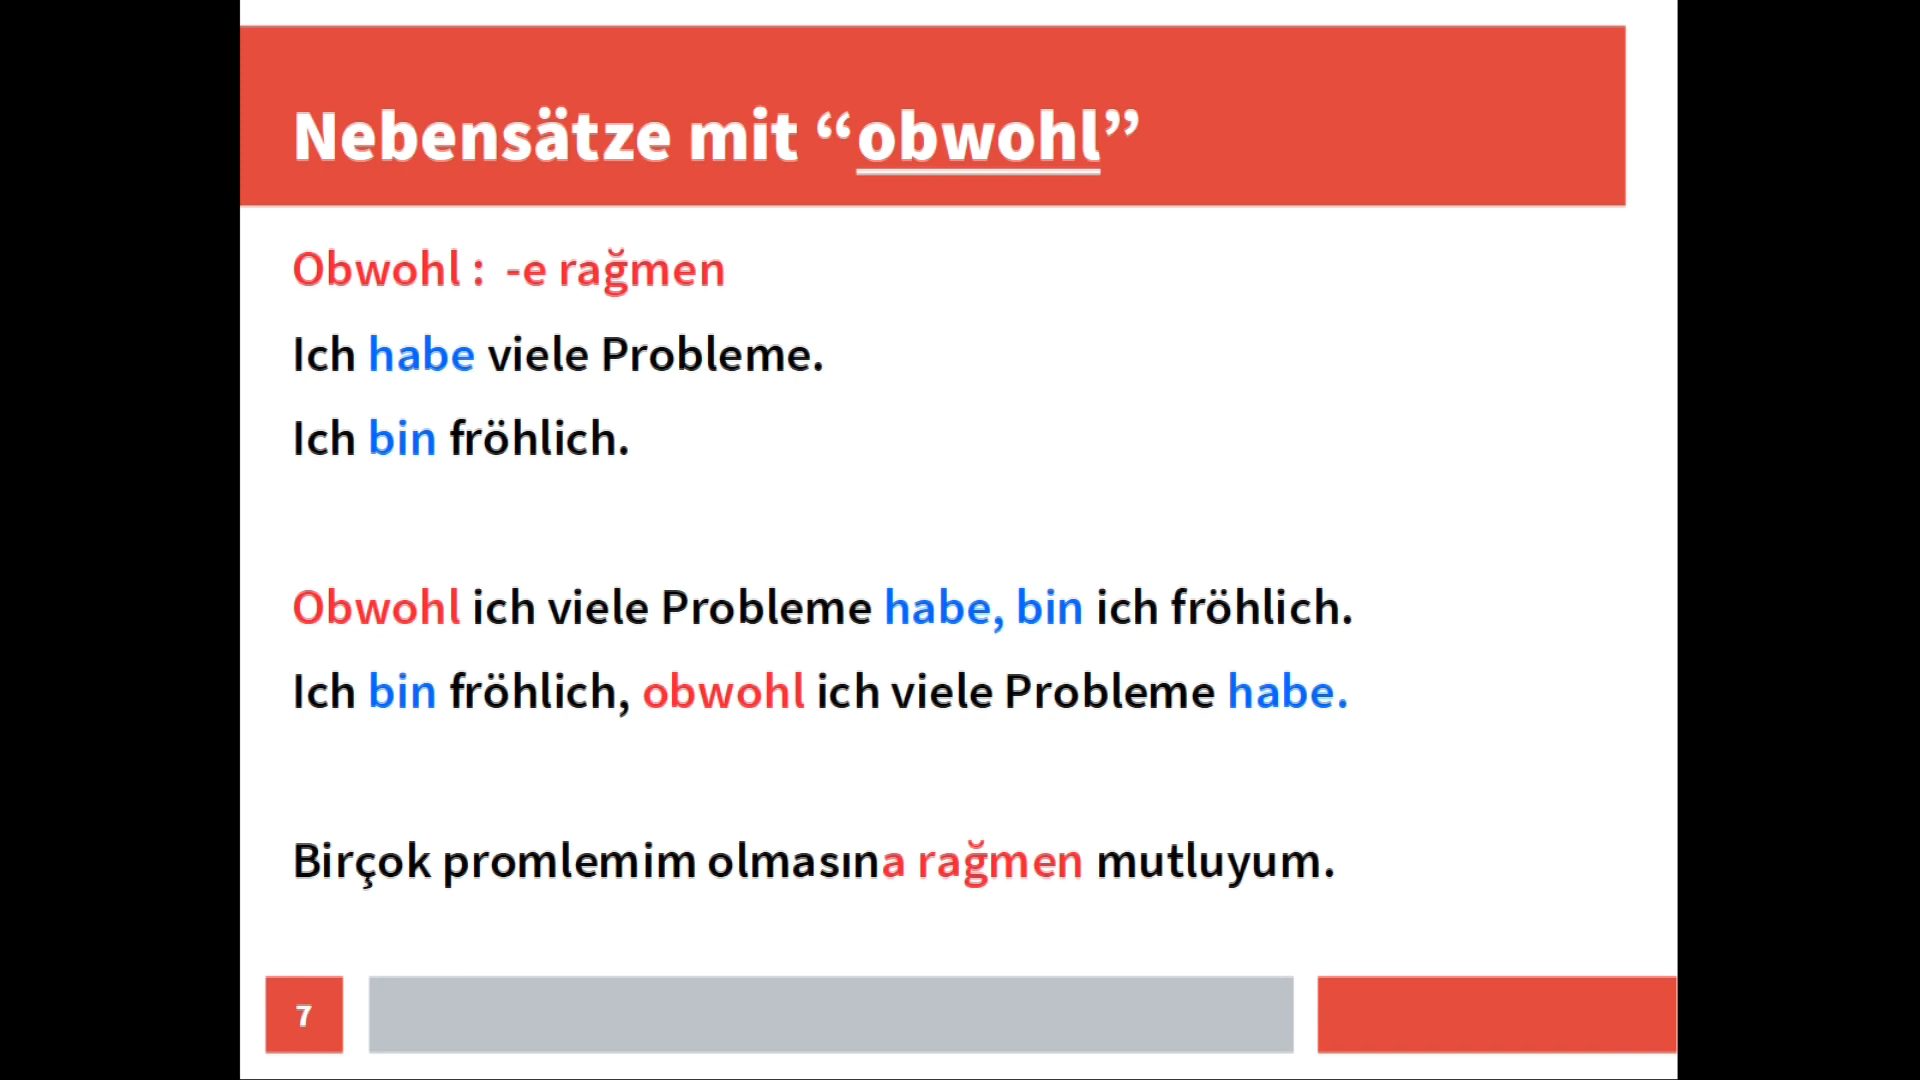 Nebensätze mit “obwohl”
Obwohl : -e rağmen
Ich habe viele Probleme.
Ich bin fröhlich.
Obwohl ich viele Probleme habe, bin ich fröhlich.
Ich bin fröhlich, obwohl ich viele Probleme habe.
Birçok promlemim olmasına rağmen mutluyum.
7